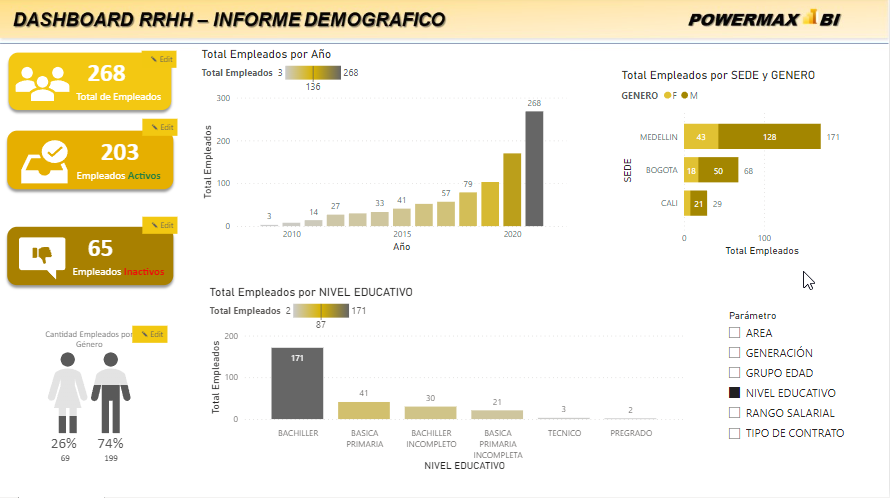 DASHBOARD RRHH – INFORME DEMOGRAFICO
POWERMAX BI
Edit
268
Total de Empleados
Edit
203
Empleados Activos
Edit
65
Empleados Inactivos
Cantidad Empleados por
Género
Edit
26%
74%
69
199
Total Empleados por Año
Total Empleados 3 268
136
Total Empleados
300
200
100
0
3
14
27
33
41
57
79
268
2010
2015
2020
Año
Total Empleados por SEDE y GENERO
GENERO F M
SEDE
MEDELLIN 43 128 171
BOGOTA 18 50 68
CALI 21 29
0 100
Total Empleados
Total Empleados por NIVEL EDUCATIVO
Total Empleados 2 171
87
Total Empleados
200
100
0
171
41
30
21
3
2
BACHILLER
BASICA
PRIMARIA
BACHILLER
INCOMPLETO
BASICA
PRIMARIA
INCOMPLETA
TECNICO
PREGRADO
NIVEL EDUCATIVO
Parámetro
AREA
GENERACIÓN
GRUPO EDAD
NIVEL EDUCATIVO
RANGO SALARIAL
TIPO DE CONTRATO